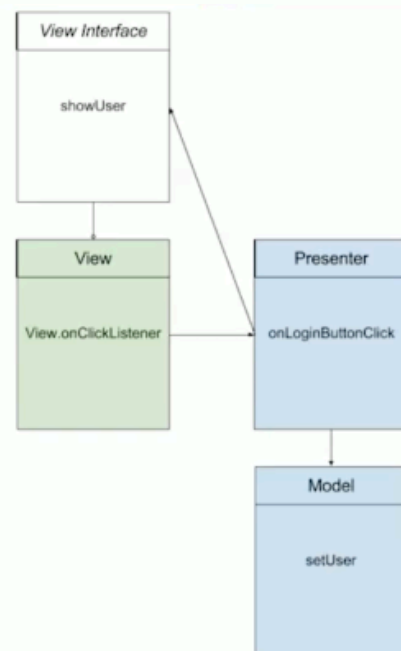 View Interface
showUser
View
View.onClickListener
Presenter
onLoginButtonClick
Model
setUser